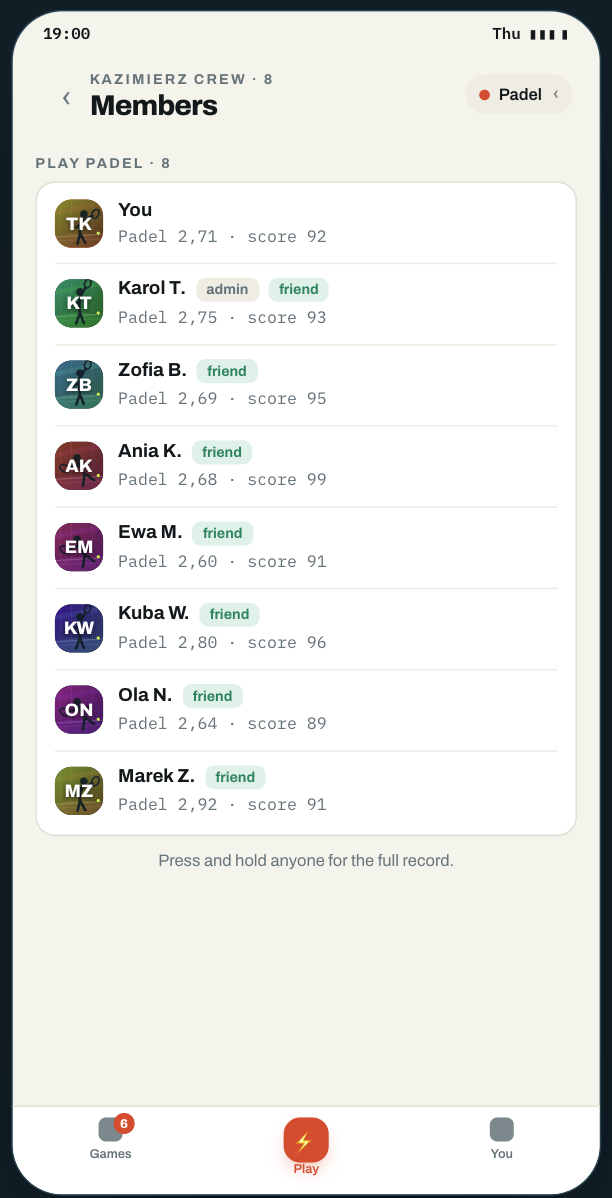 19:00
Thu
KAZIMIERZ CREW · 8
‹ Members
Padel ‹
PLAY PADEL · 8
TK
You
Padel 2,71 · score 92
KT
Karol T. admin friend
Padel 2,75 · score 93
ZB
Zofia B. friend
Padel 2,69 · score 95
AK
Ania K. friend
Padel 2,68 · score 99
EM
Ewa M. friend
Padel 2,60 · score 91
KW
Kuba W. friend
Padel 2,80 · score 96
ON
Ola N. friend
Padel 2,64 · score 89
MZ
Marek Z. friend
Padel 2,92 · score 91
Press and hold anyone for the full record.
6
Games
Play
You